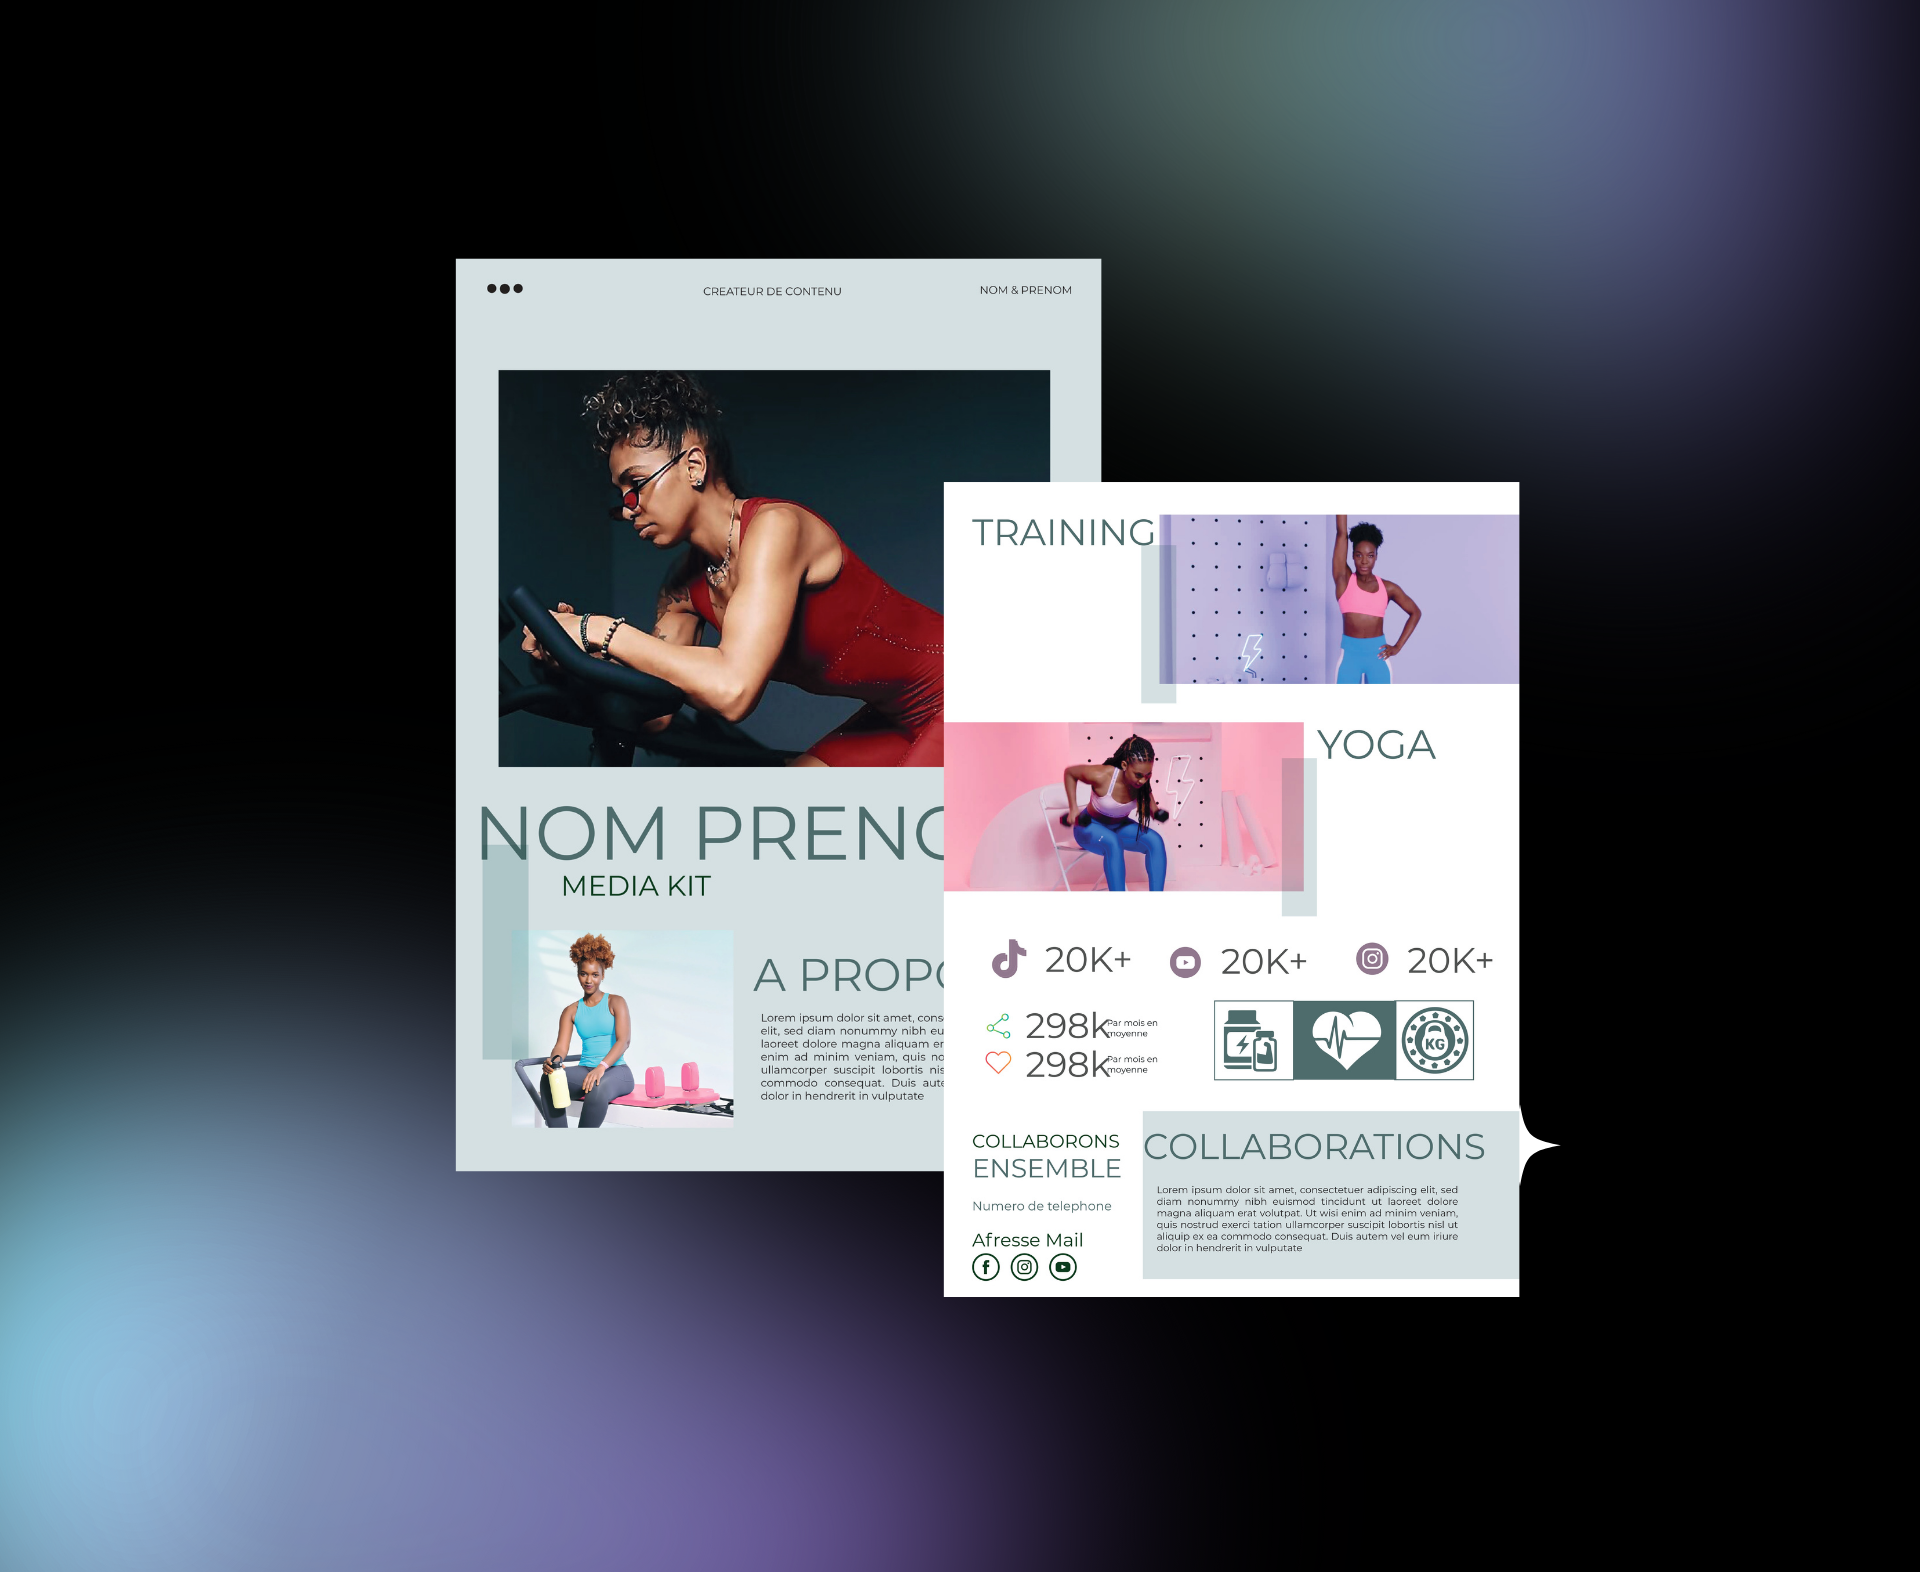 CREATEUR DE CONTENU
NOM & PRENOM
NOM PRENO
MEDIA KIT
A PROPO
Lorem ipsum dolor sit amet, cons
elit, sed diam nonummy nibh eu
laoreet dolore magna aliquam er
enim ad minim veniam, quis no
ullamcorper suscipit lobortis nis
commodo consequat. Duis aute
dolor in hendrerit in vulputate
TRAINING
YOGA
20K+
20K+
20K+
298k
Par mois en
moyenne
298k
Par mois en
moyenne
KG
COLLABORONS
ENSEMBLE
Numero de telephone
Afresse Mail
COLLABORATIONS
Lorem ipsum dolor sit amet, consectetuer adipiscing elit, sed
diam nonummy nibh euismod tincidunt ut laoreet dolore
magna aliquam erat volutpat. Ut wisi enim ad minim veniam,
quis nostrud exerci tation ullamcorper suscipit lobortis nisl ut
aliquip ex ea commodo consequat. Duis autem vel eum iriure
dolor in hendrerit in vulputate